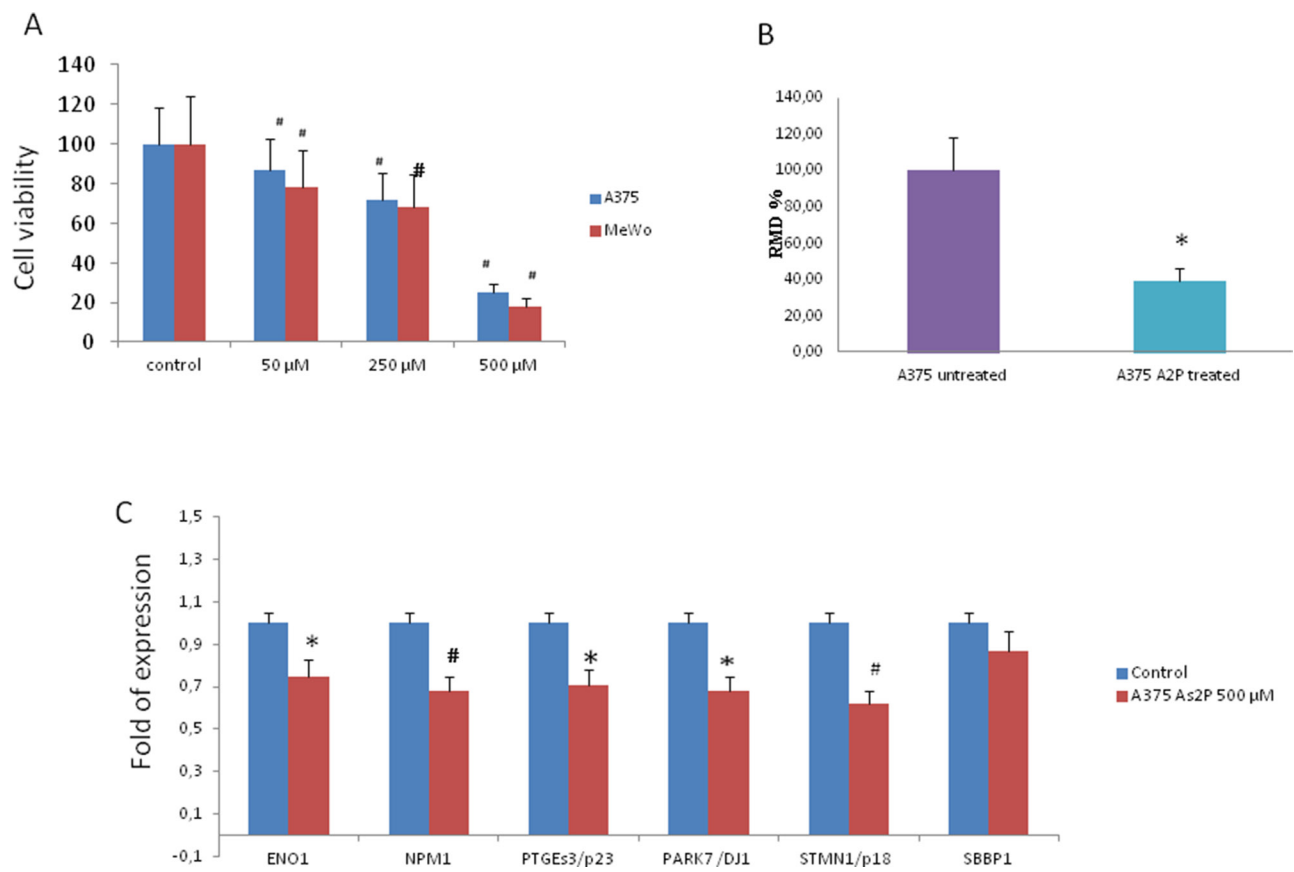 A
Cell viability
140
120
100
80
60
40
20
0
# # # # # #
control 50 µM 250 µM 500 µM
A375
MeWo
B
RMD %
140,00
120,00
100,00
80,00
60,00
40,00
20,00
0,00
*
A375 untreated A375 A2P treated
C
Fold of expression
1,5
1,3
1,1
0,9
0,7
0,5
0,3
0,1
-0,1
* # * * #
ENO1 NPM1 PTGEs3/p23 PARK7 /DJ1 STMN1/p18 SBBP1
Control
A375 As2P 500 µM